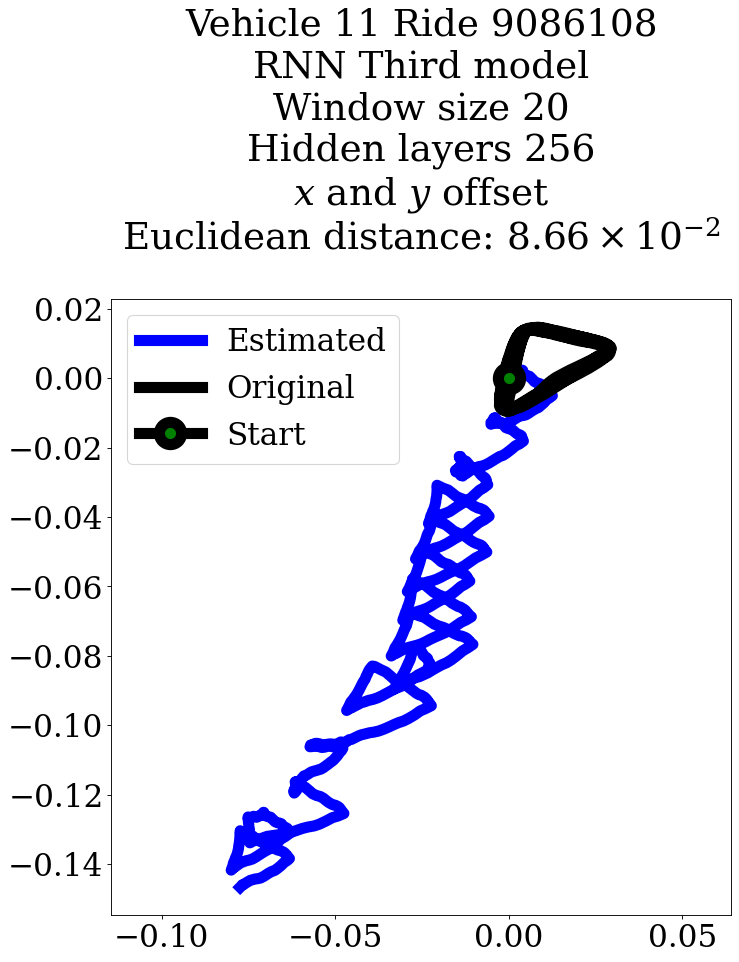 Vehicle 11 Ride 9086108
RNN Third model
Window size 20
Hidden layers 256
x and y offset
Euclidean distance: 8.66 × 10⁻²
Estimated
Original
Start
0.02
0.00
−0.02
−0.04
−0.06
−0.08
−0.10
−0.12
−0.14
−0.10 −0.05 0.00 0.05